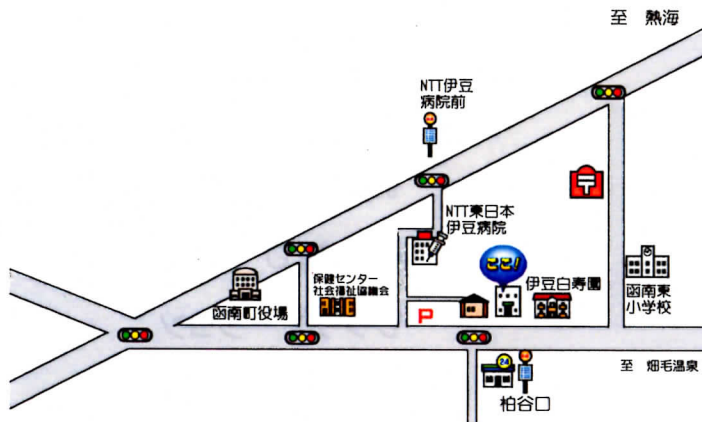 至 熱海
NTT伊豆
病院前
NTT東日本
伊豆病院
ここ!
伊豆白寿園
函南東
小学校
保健センター
社会福祉協議会
函南町役場
P
24
至 畑毛温泉
柏谷口